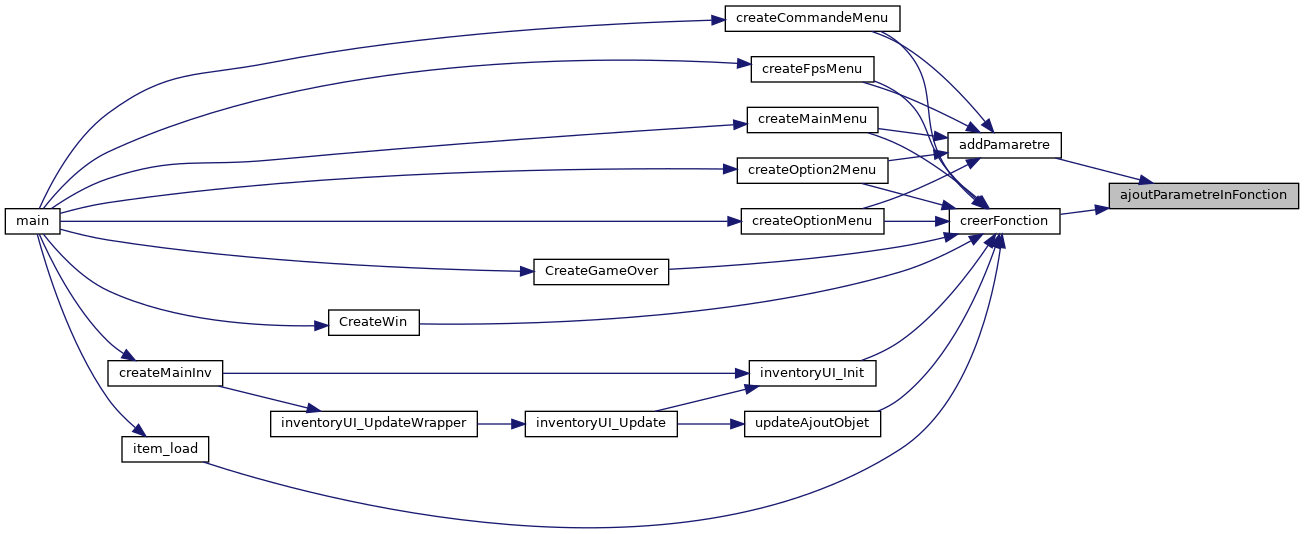 createCommandeMenu
createFpsMenu
createMainMenu
addPamaretre
createOption2Menu
ajoutParametreInFonction
main
createOptionMenu
creerFonction
CreateGameOver
CreateWin
createMainInv
inventoryUI_Init
inventoryUI_UpdateWrapper
inventoryUI_Update
updateAjoutObjet
item_load